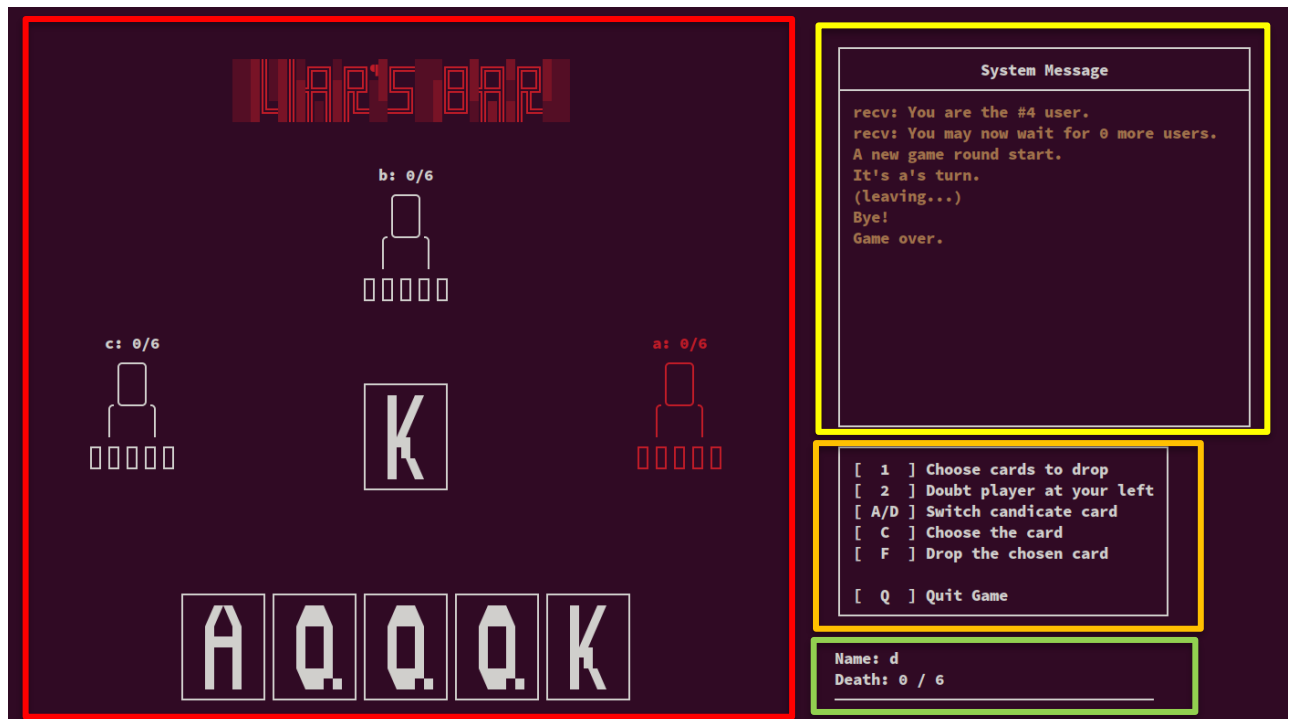 LIAR'S BAR
b: 0/6
c: 0/6
a: 0/6
K
A Q Q Q K
System Message
recv: You are the #4 user.
recv: You may now wait for 0 more users.
A new game round start.
It's a's turn.
(leaving...)
Bye!
Game over.
[ 1 ] Choose cards to drop
[ 2 ] Doubt player at your left
[ A/D ] Switch candicate card
[ C ] Choose the card
[ F ] Drop the chosen card
[ Q ] Quit Game
Name: d
Death: 0 / 6